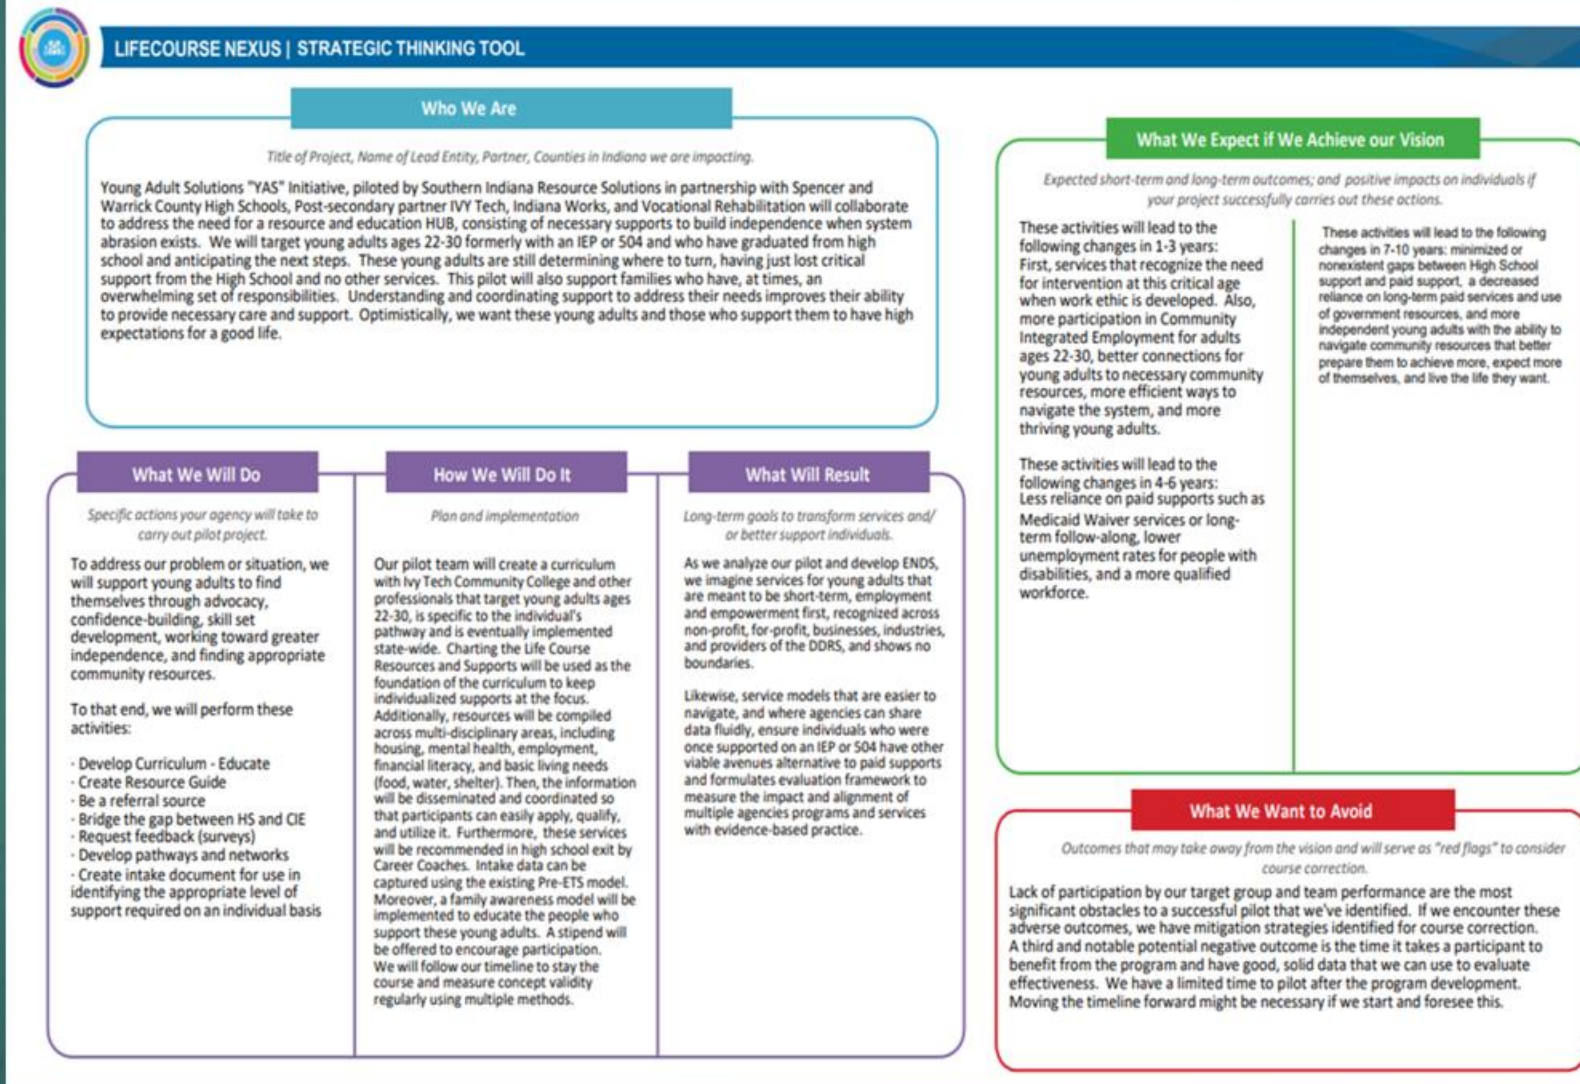 LIFECOURSE NEXUS | STRATEGIC THINKING TOOL
Who We Are
Title of Project, Name of Lead Entity, Partner, Counties in Indiana we are impacting.
Young Adult Solutions "YAS" Initiative, piloted by Southern Indiana Resource Solutions in partnership with Spencer and
Warrick County High Schools, Post-secondary partner IVY Tech, Indiana Works, and Vocational Rehabilitation will collaborate
to address the need for a resource and education HUB, consisting of necessary supports to build independence when system
abrasion exists. We will target young adults ages 22-30 formerly with an IEP or 504 and who have graduated from high
school and anticipating the next steps. These young adults are still determining where to turn, having just lost critical
support from the High School and no other services. This pilot will also support families who have, at times, an
overwhelming set of responsibilities. Understanding and coordinating support to address their needs improves their ability
to provide necessary care and support. Optimistically, we want these young adults and those who support them to have high
expectations for a good life.
What We Will Do
Specific actions your agency will take to
carry out pilot project.
To address our problem or situation, we
will support young adults to find
themselves through advocacy,
confidence-building, skill set
development, working toward greater
independence, and finding appropriate
community resources.
To that end, we will perform these
activities:
· Develop Curriculum - Educate
· Create Resource Guide
· Be a referral source
· Bridge the gap between HS and CIE
· Request feedback (surveys)
· Develop pathways and networks
· Create intake document for use in
identifying the appropriate level of
support required on an individual basis
How We Will Do It
Plan and implementation
Our pilot team will create a curriculum
with Ivy Tech Community College and other
professionals that target young adults ages
22-30, is specific to the individual's
pathway and is eventually implemented
state-wide. Charting the Life Course
Resources and Supports will be used as the
foundation of the curriculum to keep
individualized supports at the focus.
Additionally, resources will be compiled
across multi-disciplinary areas, including
housing, mental health, employment,
financial literacy, and basic living needs
(food, water, shelter). Then, the information
will be disseminated and coordinated so
that participants can easily apply, qualify,
and utilize it. Furthermore, these services
will be recommended in high school exit by
Career Coaches. Intake data can be
captured using the existing Pre-ETS model.
Moreover, a family awareness model will be
implemented to educate the people who
support these young adults. A stipend will
be offered to encourage participation.
We will follow our timeline to stay the
course and measure concept validity
regularly using multiple methods.
What Will Result
Long-term goals to transform services and/
or better support individuals.
As we analyze our pilot and develop ENDS,
we imagine services for young adults that
are meant to be short-term, employment
and empowerment first, recognized across
non-profit, for-profit, businesses, industries,
and providers of the DDRS, and shows no
boundaries.
Likewise, service models that are easier to
navigate, and where agencies can share
data fluidly, ensure individuals who were
once supported on an IEP or 504 have other
viable avenues alternative to paid supports
and formulates evaluation framework to
measure the impact and alignment of
multiple agencies programs and services
with evidence-based practice.
What We Expect if We Achieve our Vision
Expected short-term and long-term outcomes; and positive impacts on individuals if
your project successfully carries out these actions.
These activities will lead to the
following changes in 1-3 years:
First, services that recognize the need
for intervention at this critical age
when work ethic is developed. Also,
more participation in Community
Integrated Employment for adults
ages 22-30, better connections for
young adults to necessary community
resources, more efficient ways to
navigate the system, and more
thriving young adults.
These activities will lead to the
following changes in 4-6 years:
Less reliance on paid supports such as
Medicaid Waiver services or long-
term follow-along, lower
unemployment rates for people with
disabilities, and a more qualified
workforce.
These activities will lead to the following
changes in 7-10 years: minimized or
nonexistent gaps between High School
support and paid support, a decreased
reliance on long-term paid services and use
of government resources, and more
independent young adults with the ability to
navigate community resources that better
prepare them to achieve more, expect more
of themselves, and live the life they want.
What We Want to Avoid
Outcomes that may take away from the vision and will serve as "red flags" to consider
course correction.
Lack of participation by our target group and team performance are the most
significant obstacles to a successful pilot that we've identified. If we encounter these
adverse outcomes, we have mitigation strategies identified for course correction.
A third and notable potential negative outcome is the time it takes a participant to
benefit from the program and have good, solid data that we can use to evaluate
effectiveness. We have a limited time to pilot after the program development.
Moving the timeline forward might be necessary if we start and foresee this.